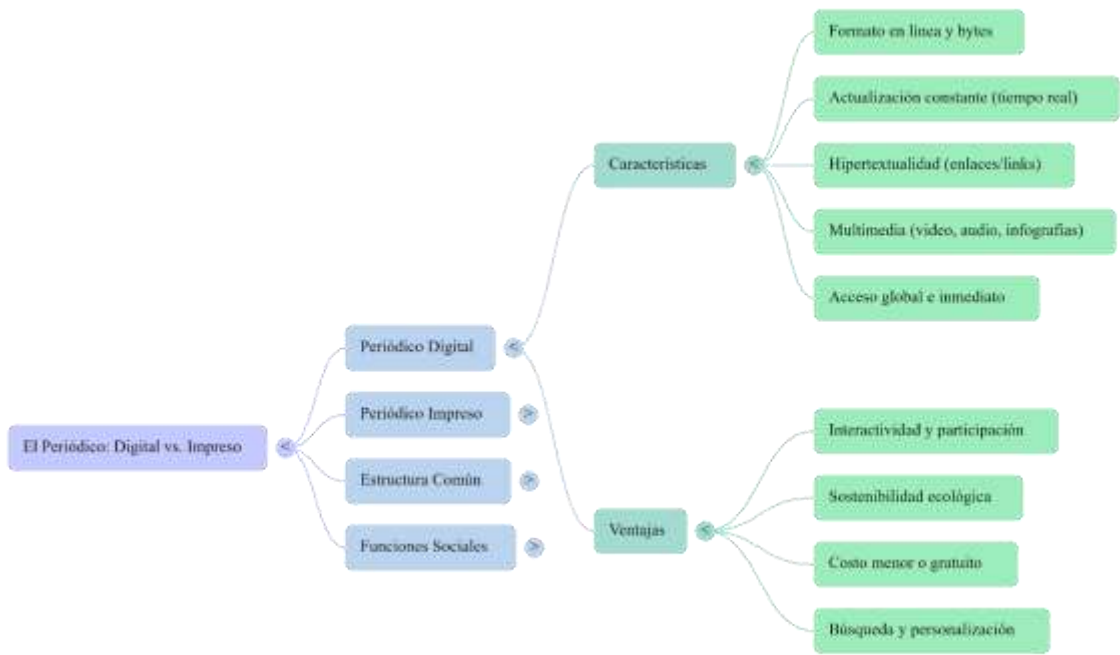 El Periódico: Digital vs. Impreso
Periódico Digital
Características
Formato en línea y bytes
Actualización constante (tiempo real)
Hipertextualidad (enlaces/links)
Multimedia (video, audio, infografías)
Acceso global e inmediato
Ventajas
Interactividad y participación
Sostenibilidad ecológica
Costo menor o gratuito
Búsqueda y personalización
Periódico Impreso
Estructura Común
Funciones Sociales